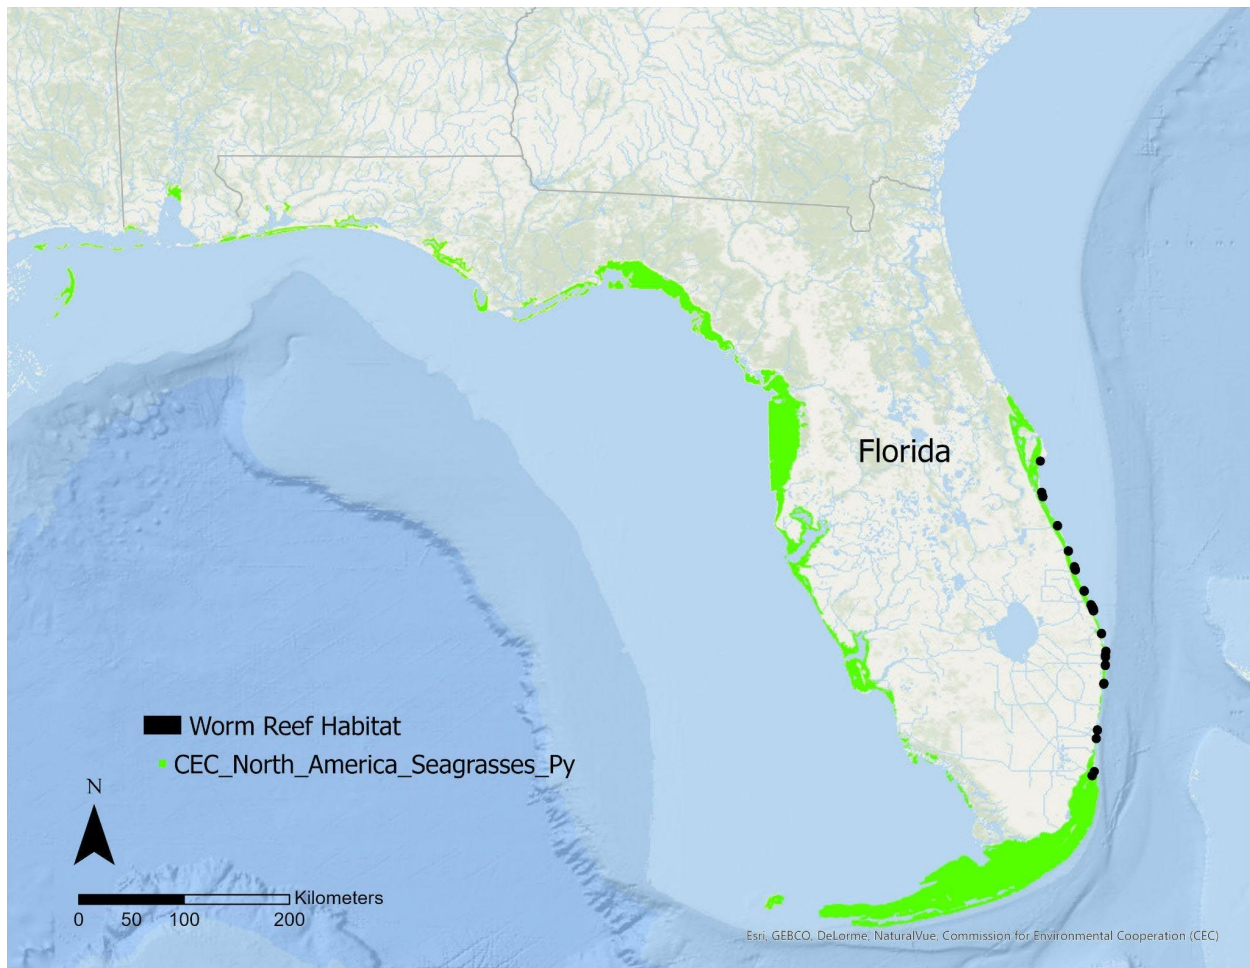 Florida
Worm Reef Habitat
CEC_North_America_Seagrasses_Py
N
Kilometers
0 50 100 200
Esri, GEBCO, DeLorme, NaturalVue, Commission for Environmental Cooperation (CEC)